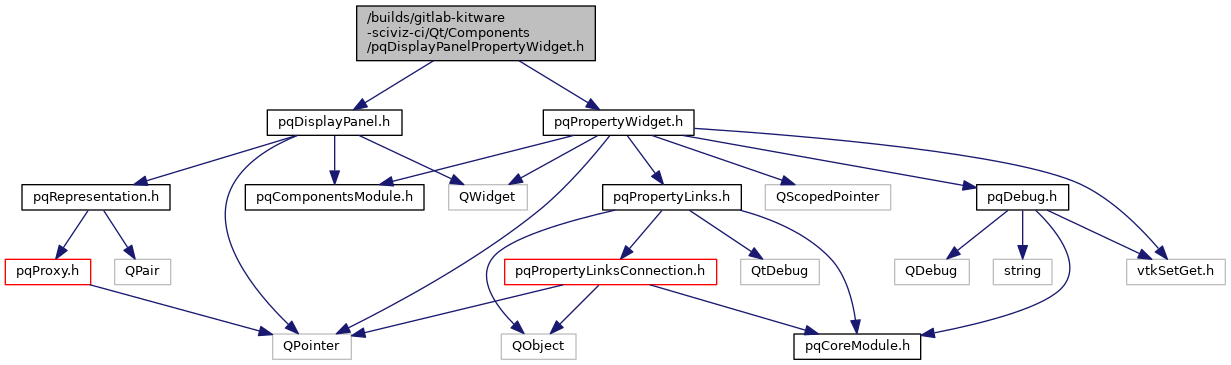 /builds/gitlab-kitware
-sciviz-ci/Qt/Components
/pqDisplayPanelPropertyWidget.h
pqDisplayPanel.h
pqPropertyWidget.h
pqRepresentation.h
pqComponentsModule.h
QWidget
pqPropertyLinks.h
QScopedPointer
pqDebug.h
pqProxy.h
QPair
pqPropertyLinksConnection.h
QtDebug
QDebug
string
vtkSetGet.h
QPointer
QObject
pqCoreModule.h